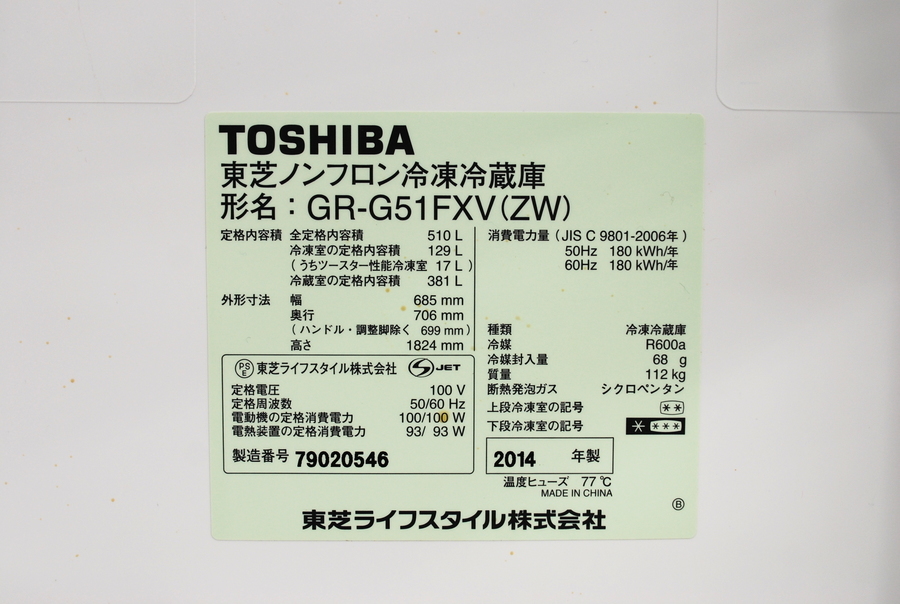 TOSHIBA
東芝ノンフロン冷凍冷蔵庫
形名：GR-G51FXV(ZW)
定格内容積 全定格内容積 510 L
冷凍室の定格内容積 129 L
(うちツースター性能冷凍室 17 L)
冷蔵室の定格内容積 381 L
外形寸法 幅 685 mm
奥行 706 mm
(ハンドル・調整脚除く 699 mm)
高さ 1824 mm
PSE 東芝ライフスタイル株式会社 JET
定格電圧 100 V
定格周波数 50/60 Hz
電動機の定格消費電力 100/100 W
電熱装置の定格消費電力 93/ 93 W
製造番号 79020546
消費電力量 (JIS C 9801-2006年)
50Hz 180 kWh/年
60Hz 180 kWh/年
種類 冷凍冷蔵庫
冷媒 R600a
冷媒封入量 68 g
質量 112 kg
断熱発泡ガス シクロペンタン
上段冷凍室の記号 **
下段冷凍室の記号 * ***
2014 年製
温度ヒューズ 77℃
MADE IN CHINA
Ⓑ
東芝ライフスタイル株式会社